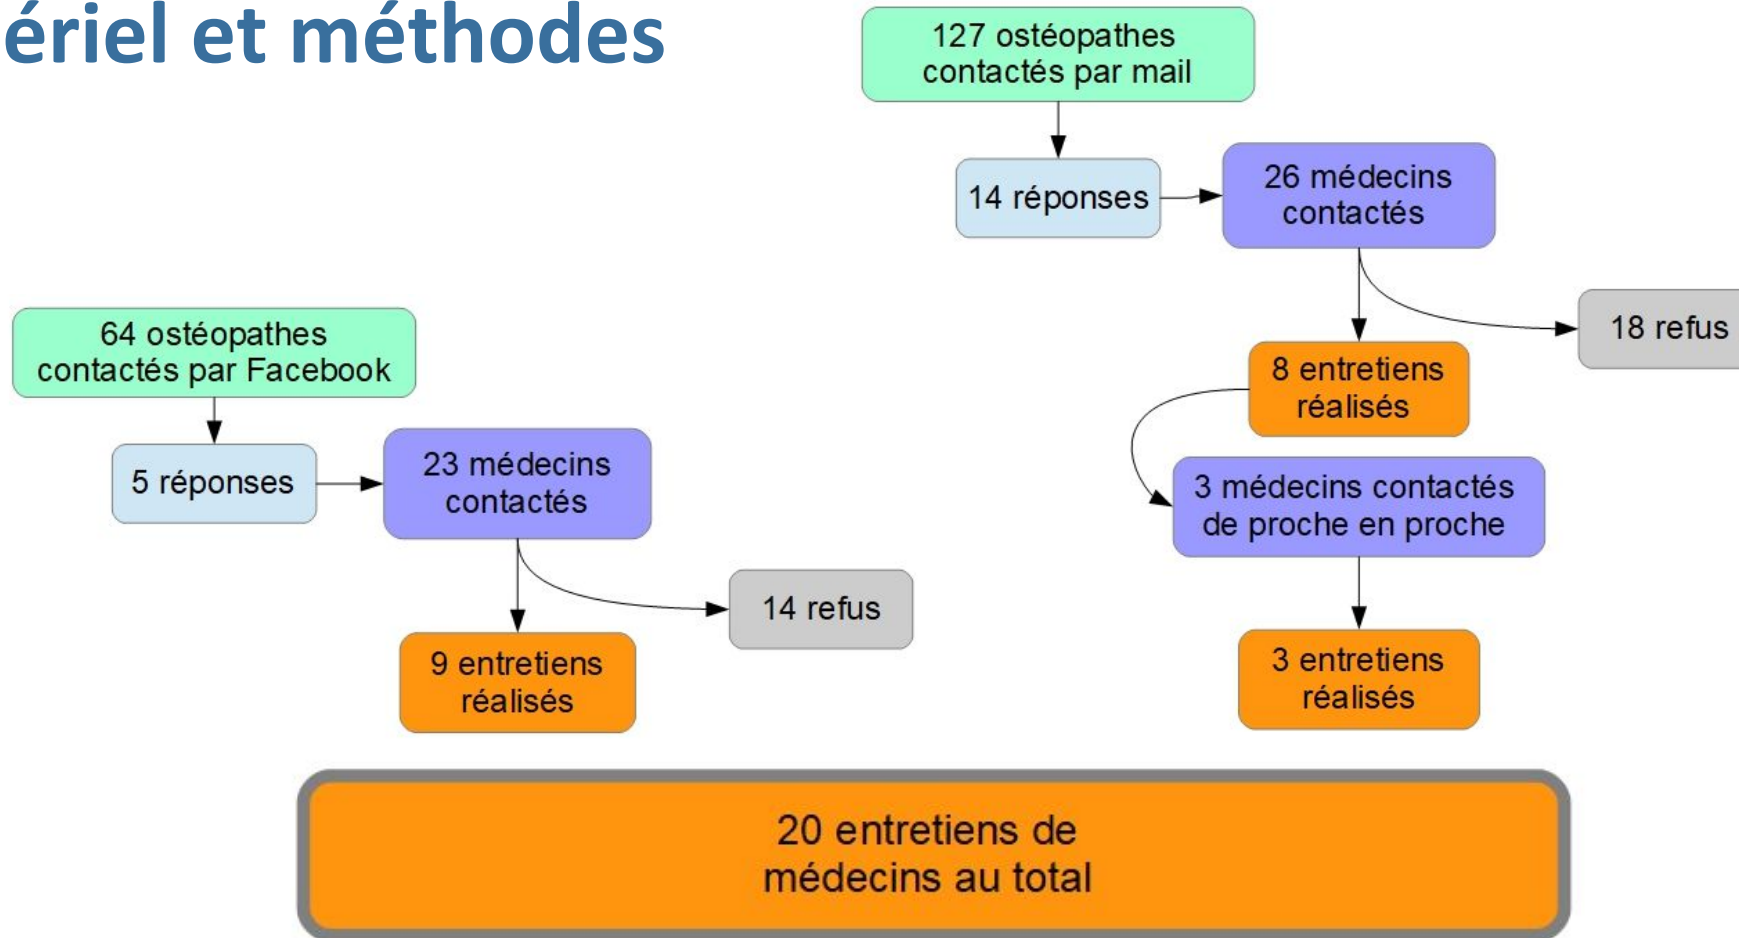 ériel et méthodes
127 ostéopathes
contactés par mail
14 réponses
26 médecins
contactés
18 refus
8 entretiens
réalisés
3 médecins contactés
de proche en proche
3 entretiens
réalisés
64 ostéopathes
contactés par Facebook
5 réponses
23 médecins
contactés
14 refus
9 entretiens
réalisés
20 entretiens de
médecins au total